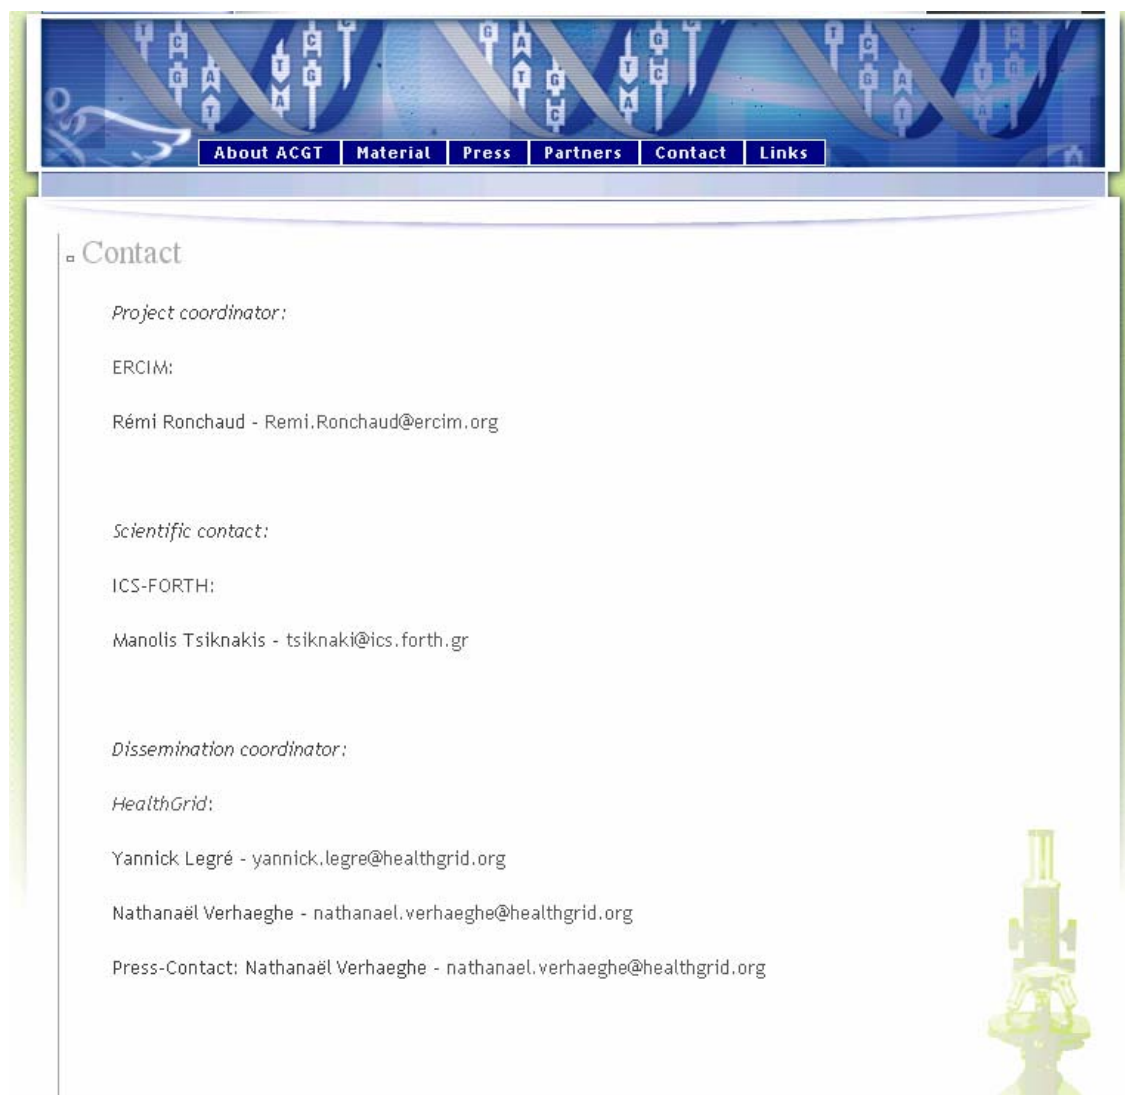 About ACGT Material Press Partners Contact Links
Contact
Project coordinator:
ERCIM:
Rémi Ronchaud - Remi.Ronchaud@ercim.org
Scientific contact:
ICS-FORTH:
Manolis Tsiknakis - tsiknaki@ics.forth.gr
Dissemination coordinator:
HealthGrid:
Yannick Legré - yannick.legre@healthgrid.org
Nathanaël Verhaeghe - nathanael.verhaeghe@healthgrid.org
Press-Contact: Nathanaël Verhaeghe - nathanael.verhaeghe@healthgrid.org